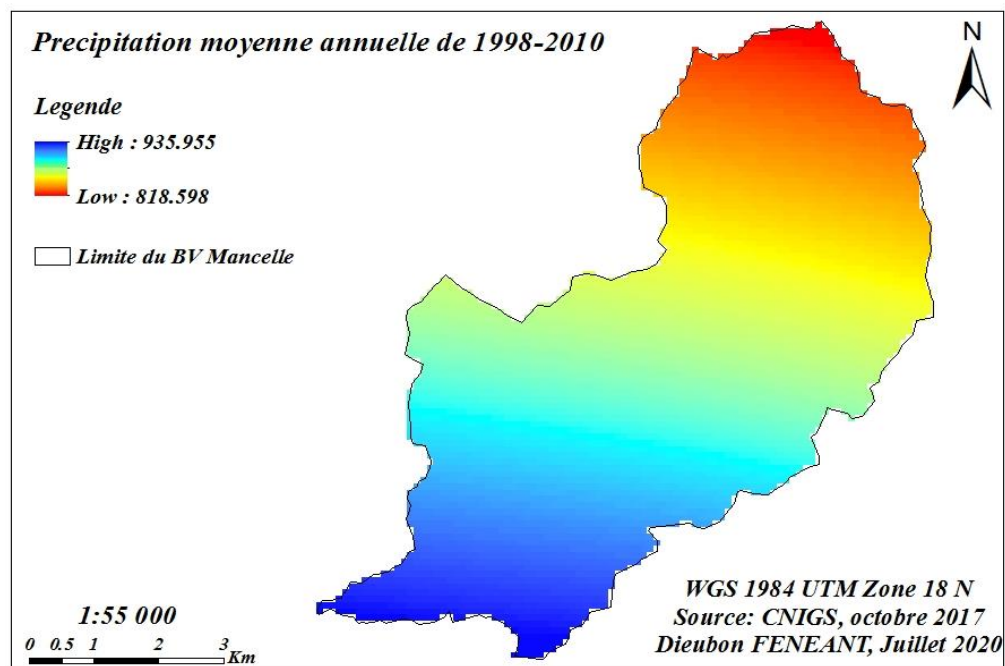 Precipitation moyenne annuelle de 1998-2010
N
Legende
High : 935.955
Low : 818.598
Limite du BV Mancelle
1:55 000
0 0.5 1 2 3
Km
WGS 1984 UTM Zone 18 N
Source: CNIGS, octobre 2017
Dieubon FENEANT, Juillet 2020